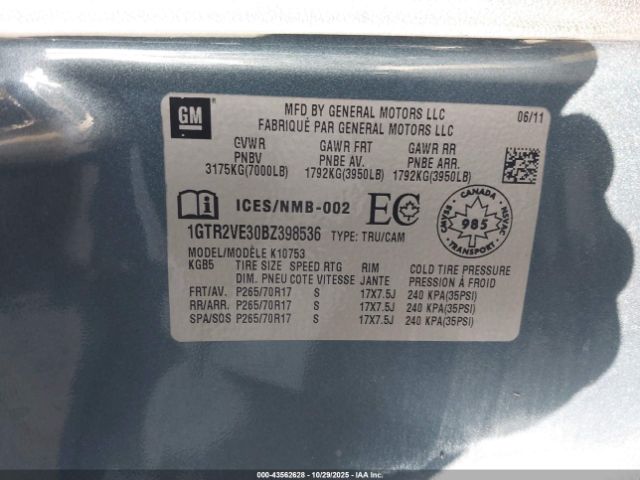 GM
MFD BY GENERAL MOTORS LLC
FABRIQUÉ PAR GENERAL MOTORS LLC
06/11
GVWR GAWR FRT GAWR RR
PNBV PNBE AV. PNBE ARR.
3175KG(7000LB) 1792KG(3950LB) 1792KG(3950LB)
i ICES/NMB-002 EC
CANADA
SVAC NSVAC
985
TRANSPORT
1GTR2VE30BZ398536 TYPE: TRU/CAM
MODEL/MODÈLE K10753
KGB5 TIRE SIZE SPEED RTG RIM COLD TIRE PRESSURE
DIM. PNEU COTE VITESSE JANTE PRESSION À FROID
FRT/AV. P265/70R17 S 17X7.5J 240 KPA(35PSI)
RR/ARR. P265/70R17 S 17X7.5J 240 KPA(35PSI)
SPA/SOS P265/70R17 S 17X7.5J 240 KPA(35PSI)
000-43562628 - 10/29/2025 - IAA Inc.